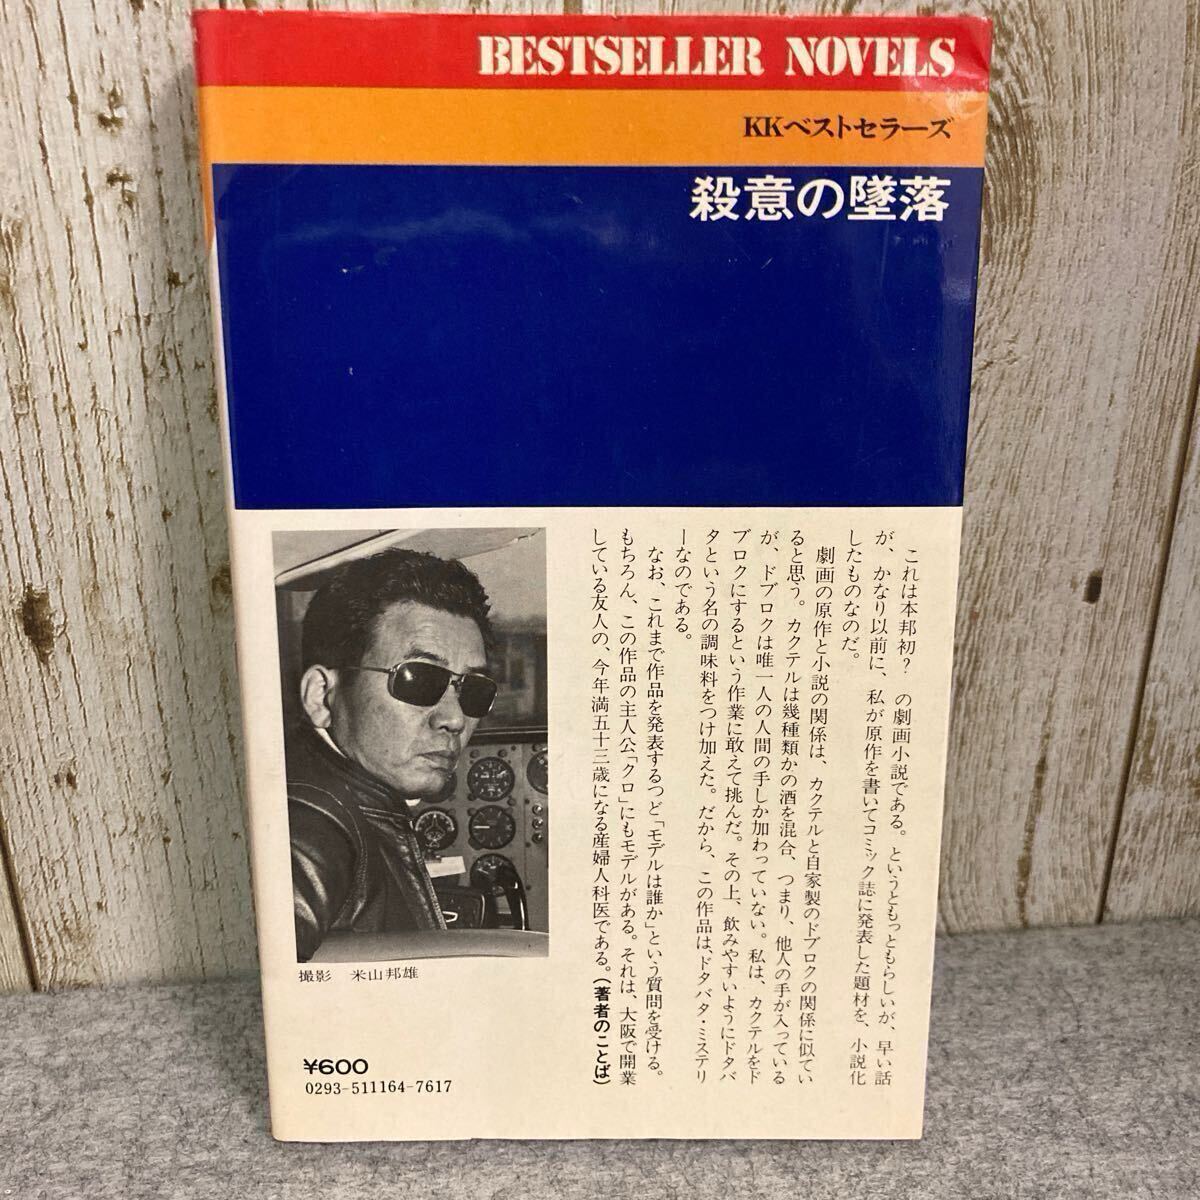 BESTSELLER NOVELS
KKベストセラーズ
殺意の墜落
これは本邦初？ の劇画小説である。というともっともらしいが、早い話
が、かなり以前に、私が原作を書いてコミック誌に発表した題材を、小説化
したものなのだ。
劇画の原作と小説の関係は、カクテルと自家製のドブロクの関係に似てい
ると思う。カクテルは幾種類かの酒を混合、つまり、他人の手が入っている
が、ドブロクは唯一人の人間の手しか加わっていない。私は、カクテルをド
ブロクにするという作業に敢えて挑んだ。その上、飲みやすいようにドタバ
タという名の調味料をつけ加えた。だから、この作品は、ドタバタ・ミステリ
ーなのである。
なお、これまで作品を発表するつど「モデルは誰か」という質問を受ける。
もちろん、この作品の主人公「クロ」にもモデルがある。それは、大阪で開業
している友人の、今年満五十三歳になる産婦人科医である。（著者のことば）
撮影 米山邦雄
¥600
0293-511164-7617